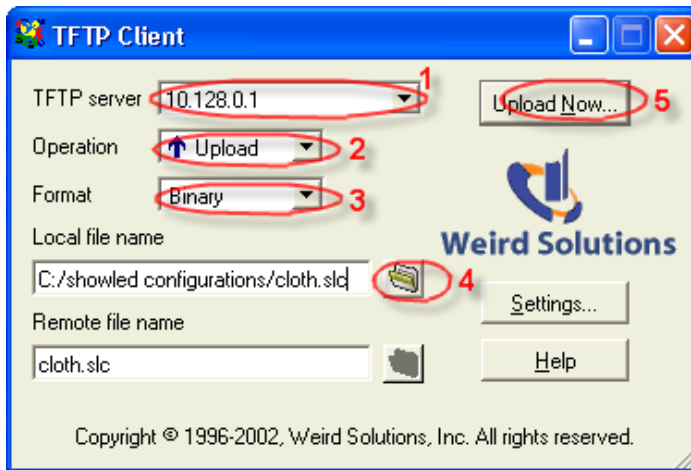 TFTP Client
TFTP server 10.128.0.1 1 Upload Now... 5
Operation Upload 2
Format Binary 3
Weird Solutions
Local file name
C:/showled configurations/cloth.slc 4
Settings...
Remote file name
cloth.slc
Help
Copyright © 1996-2002, Weird Solutions, Inc. All rights reserved.